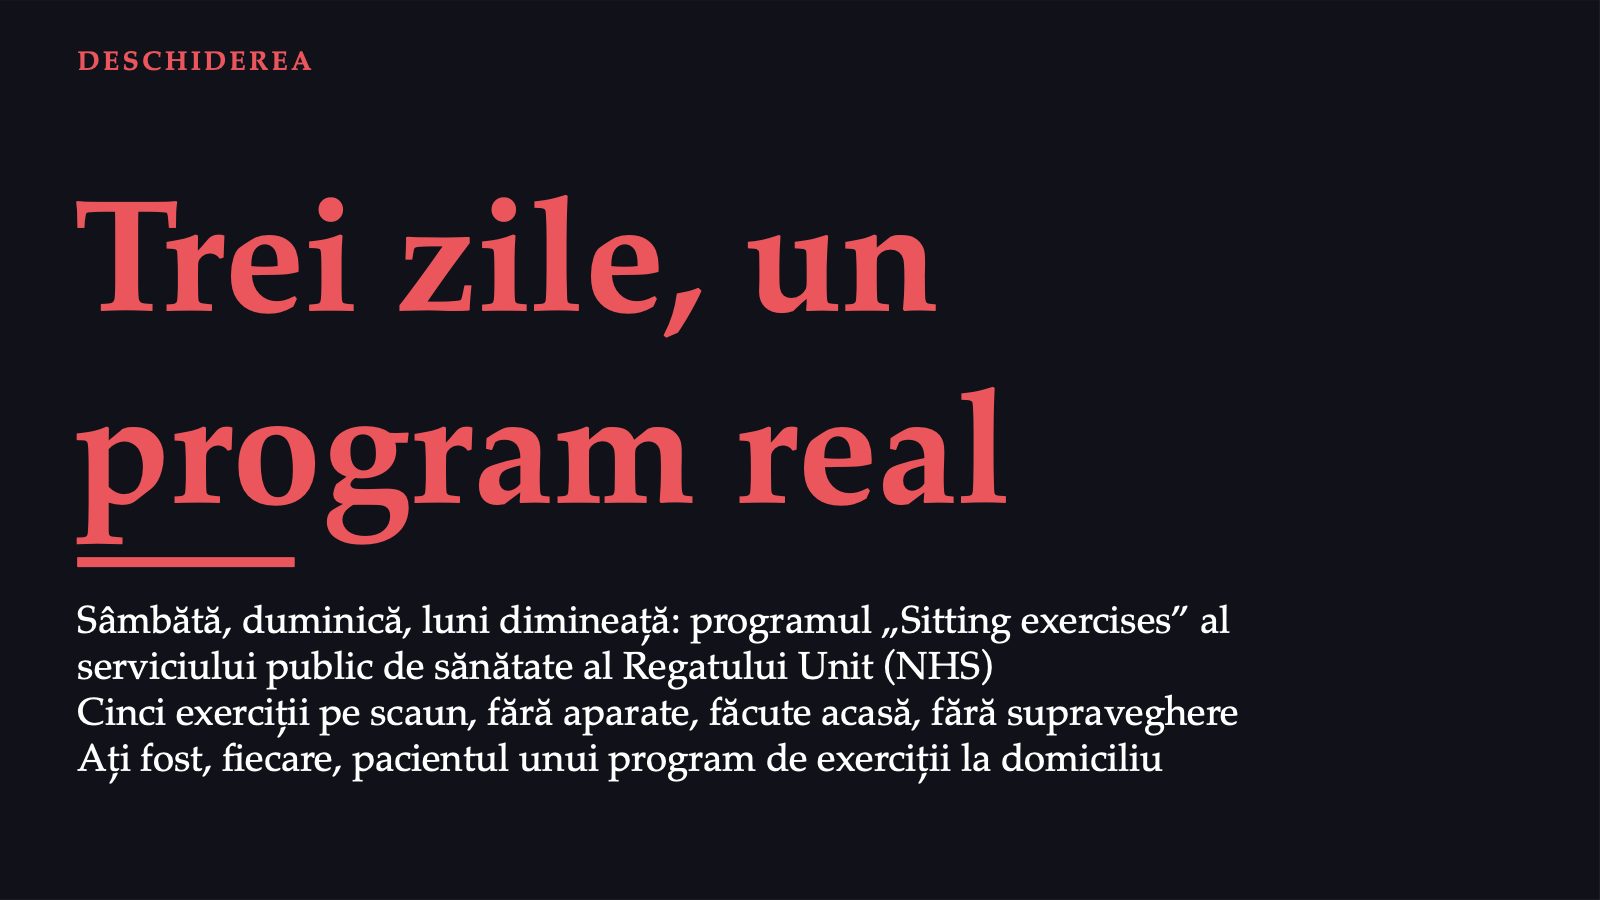 DESCHIDEREA
Trei zile, un
program real
Sâmbătă, duminică, luni dimineață: programul „Sitting exercises” al
serviciului public de sănătate al Regatului Unit (NHS)
Cinci exerciții pe scaun, fără aparate, făcute acasă, fără supraveghere
Ați fost, fiecare, pacientul unui program de exerciții la domiciliu